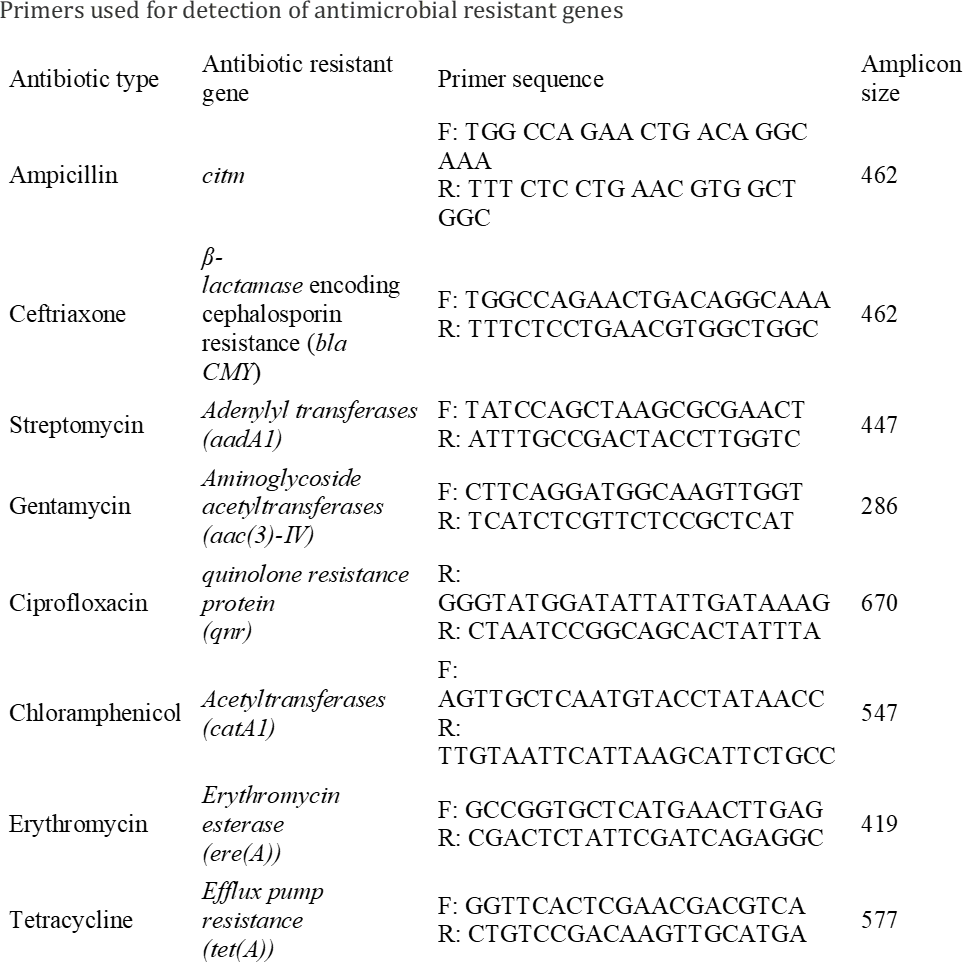 Primers used for detection of antimicrobial resistant genes
Antibiotic type
Antibiotic resistant
gene
Primer sequence
Amplicon
size
Ampicillin
citm
F: TGG CCA GAA CTG ACA GGC
AAA
R: TTT CTC CTG AAC GTG GCT
GGC
462
Ceftriaxone
β-
lactamase encoding
cephalosporin
resistance (bla
CMY)
F: TGGCCAGAACTGACAGGCAAA
R: TTTCTCCTGAACGTGGCTGGC
462
Streptomycin
Adenylyl transferases
(aadA1)
F: TATCCAGCTAAGCGCGAACT
R: ATTTGCCGACTACCTTGGTC
447
Gentamycin
Aminoglycoside
acetyltransferases
(aac(3)-IV)
F: CTTCAGGATGGCAAGTTGGT
R: TCATCTCGTTCTCCGCTCAT
286
Ciprofloxacin
quinolone resistance
protein
(qnr)
R:
GGGTATGGATATTATTGATAAAG
R: CTAATCCGGCAGCACTATTTA
670
Chloramphenicol
Acetyltransferases
(catA1)
F:
AGTTGCTCAATGTACCTATAACC
R:
TTGTAATTCATTAAGCATTCTGCC
547
Erythromycin
Erythromycin
esterase
(ere(A))
F: GCCGGTGCTCATGAACTTGAG
R: CGACTCTATTCGATCAGAGGC
419
Tetracycline
Efflux pump
resistance
(tet(A))
F: GGTTCACTCGAACGACGTCA
R: CTGTCCGACAAGTTGCATGA
577